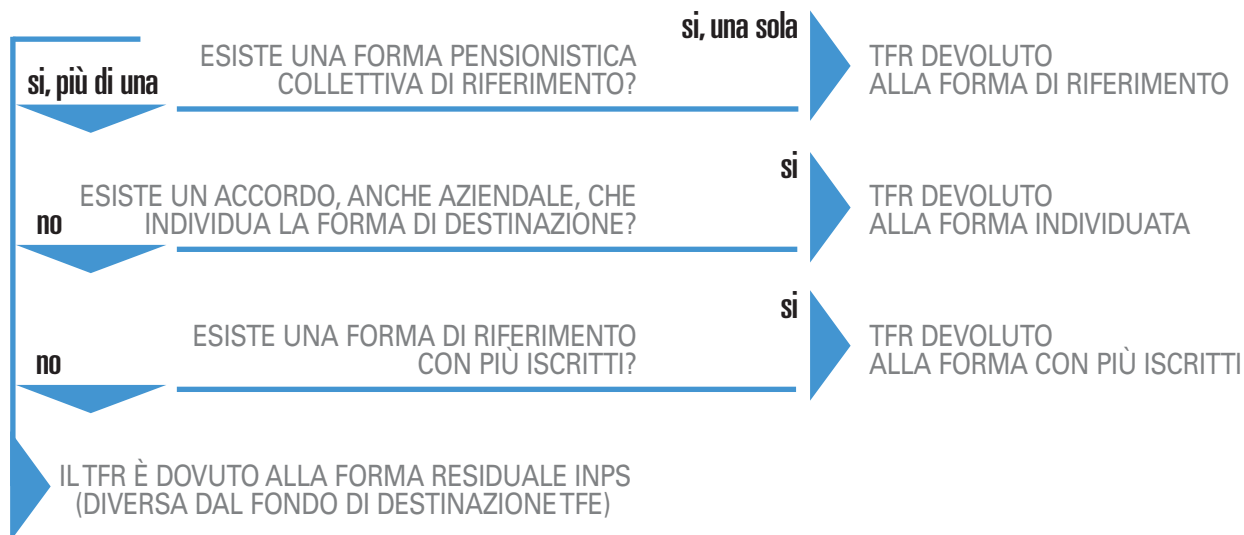 si, una sola
ESISTE UNA FORMA PENSIONISTICA
COLLETTIVA DI RIFERIMENTO?
si, più di una
TFR DEVOLUTO
ALLA FORMA DI RIFERIMENTO
si
ESISTE UN ACCORDO, ANCHE AZIENDALE, CHE
INDIVIDUA LA FORMA DI DESTINAZIONE?
no
TFR DEVOLUTO
ALLA FORMA INDIVIDUATA
si
ESISTE UNA FORMA DI RIFERIMENTO
CON PIÙ ISCRITTI?
no
TFR DEVOLUTO
ALLA FORMA CON PIÙ ISCRITTI
IL TFR È DOVUTO ALLA FORMA RESIDUALE INPS
(DIVERSA DAL FONDO DI DESTINAZIONE TFE)